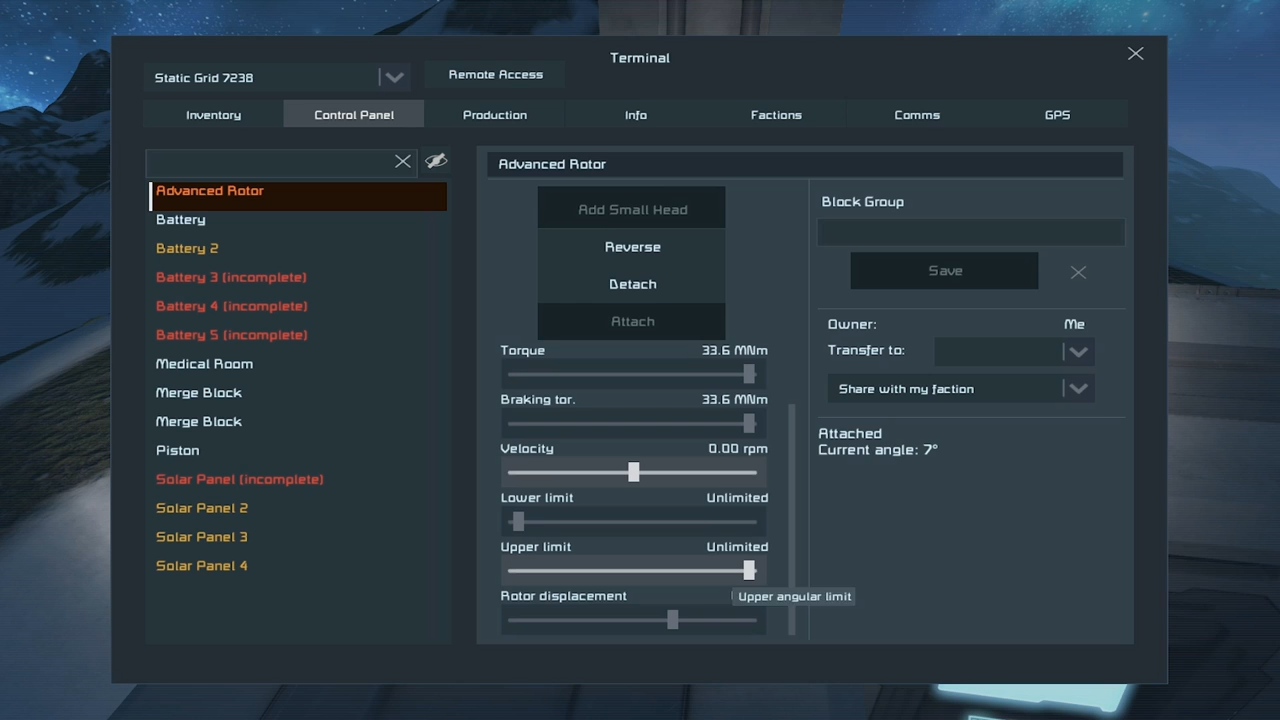 Terminal
Static Grid 7238
Remote Access
Inventory
Control Panel
Production
Info
Factions
Comms
GPS
Advanced Rotor
Battery
Battery 2
Battery 3 (incomplete)
Battery 4 (incomplete)
Battery 5 (incomplete)
Medical Room
Merge Block
Merge Block
Piston
Solar Panel (incomplete)
Solar Panel 2
Solar Panel 3
Solar Panel 4
Advanced Rotor
Add Small Head
Reverse
Detach
Attach
Torque 33.6 MNm
Braking tor. 33.6 MNm
Velocity 0.00 rpm
Lower limit Unlimited
Upper limit Unlimited
Rotor displacement
Upper angular limit
Block Group
Save
Owner: Me
Transfer to:
Share with my faction
Attached
Current angle: 7°